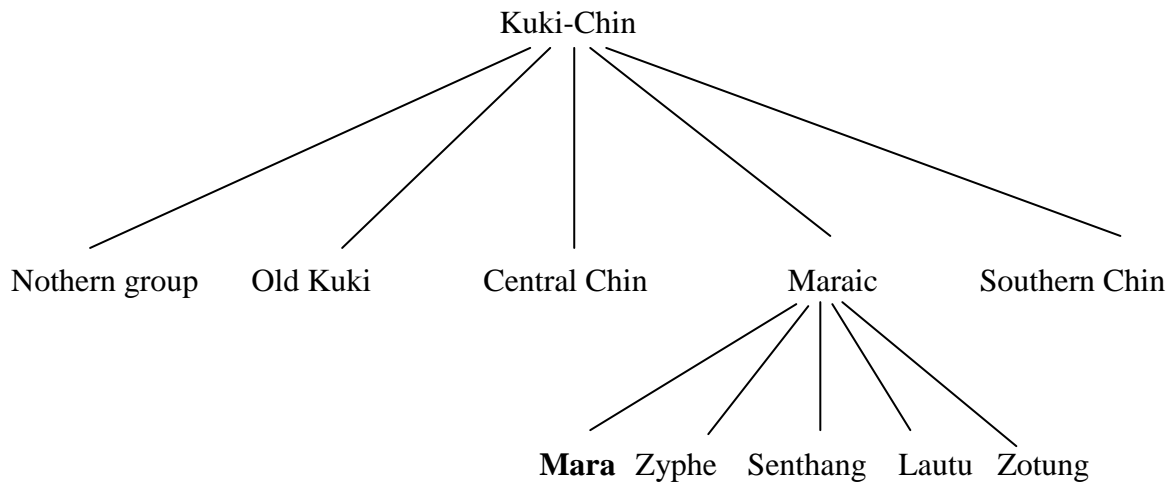 Kuki-Chin
Nothern group Old Kuki Central Chin Maraic Southern Chin
Mara Zyphe Senthang Lautu Zotung